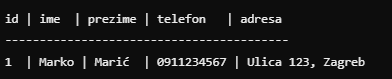 id | ime  | prezime | telefon   | adresa
-----------------------------------------
1  | Marko | Marić  | 0911234567 | Ulica 123, Zagreb